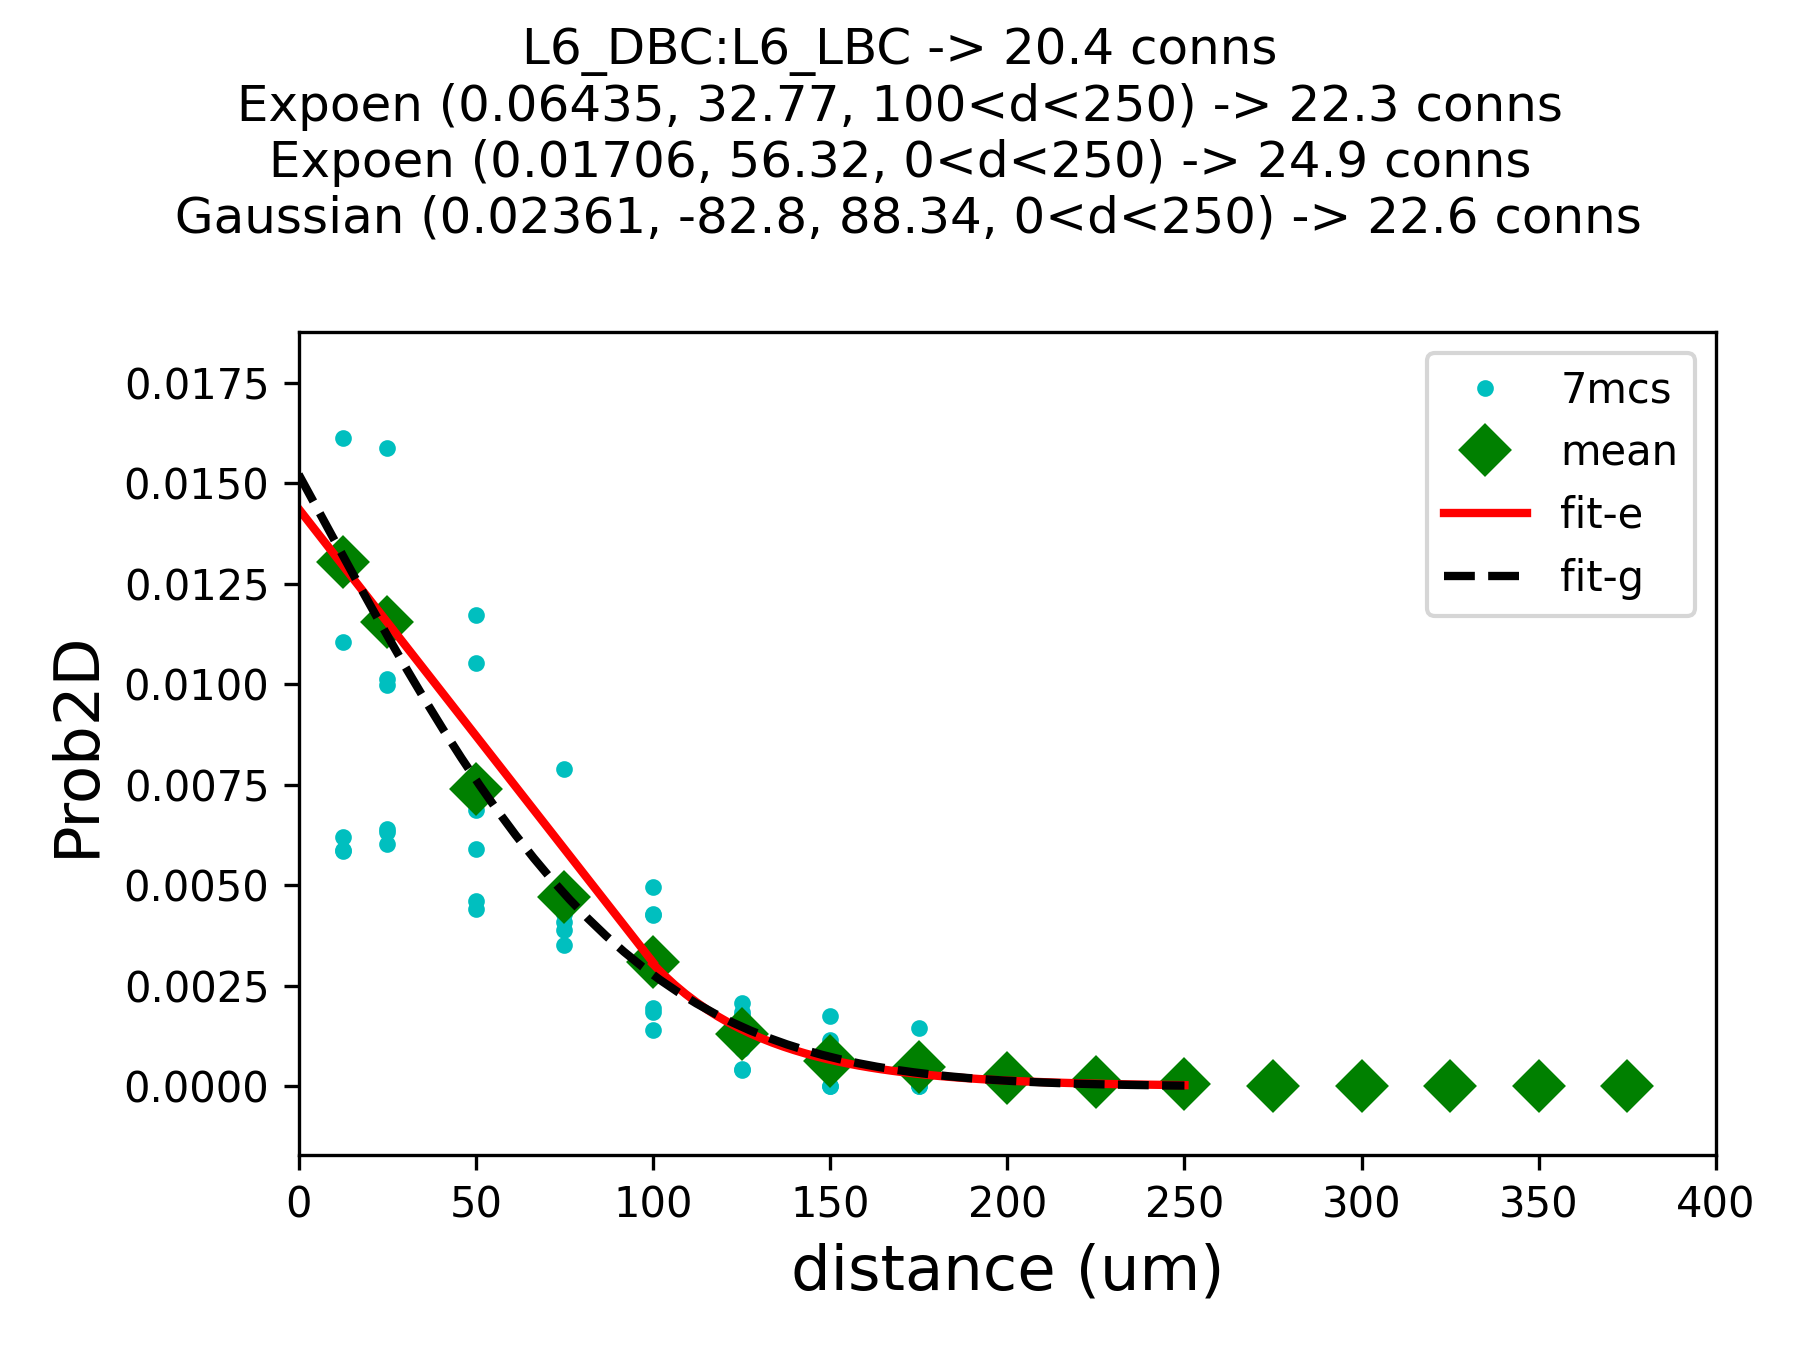 L6_DBC:L6_LBC -> 20.4 conns
Expoen (0.06435, 32.77, 100<d<250) -> 22.3 conns
Expoen (0.01706, 56.32, 0<d<250) -> 24.9 conns
Gaussian (0.02361, -82.8, 88.34, 0<d<250) -> 22.6 conns
0.0175
0.0150
0.0125
0.0100
0.0075
0.0050
0.0025
0.0000
Prob2D
7mcs
mean
fit-e
fit-g
0 50 100 150 200 250 300 350 400
distance (um)